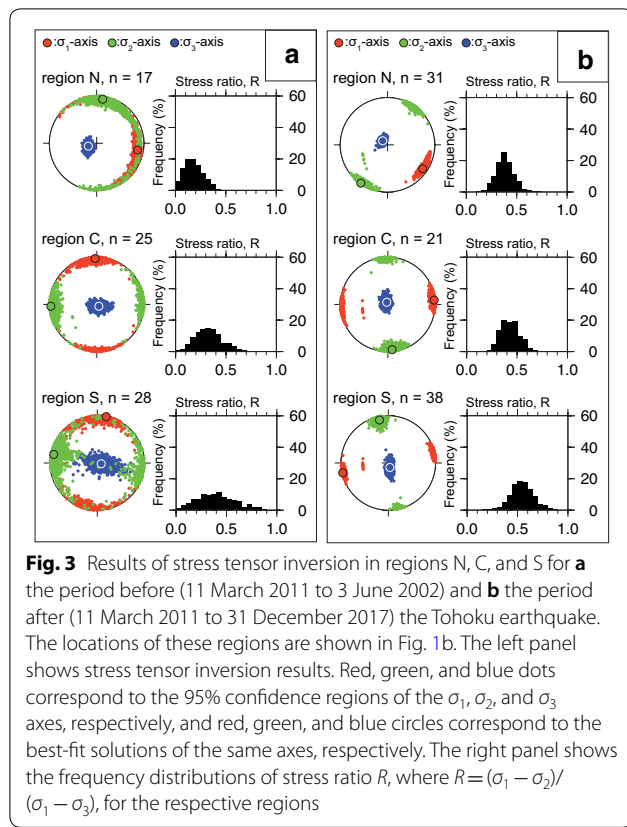 ●:σ1-axis ●:σ2-axis ●:σ3-axis
a
region N, n = 17
Stress ratio, R
Frequency (%)
60
40
20
0
0.0 0.5 1.0
region C, n = 25
Stress ratio, R
Frequency (%)
60
40
20
0
0.0 0.5 1.0
region S, n = 28
Stress ratio, R
Frequency (%)
60
40
20
0
0.0 0.5 1.0
●:σ1-axis ●:σ2-axis ●:σ3-axis
b
region N, n = 31
Stress ratio, R
Frequency (%)
60
40
20
0
0.0 0.5 1.0
region C, n = 21
Stress ratio, R
Frequency (%)
60
40
20
0
0.0 0.5 1.0
region S, n = 38
Stress ratio, R
Frequency (%)
60
40
20
0
0.0 0.5 1.0
Fig. 3 Results of stress tensor inversion in regions N, C, and S for a
the period before (11 March 2011 to 3 June 2002) and b the period
after (11 March 2011 to 31 December 2017) the Tohoku earthquake.
The locations of these regions are shown in Fig. 1b. The left panel
shows stress tensor inversion results. Red, green, and blue dots
correspond to the 95% confidence regions of the σ1, σ2, and σ3
axes, respectively, and red, green, and blue circles correspond to the
best-fit solutions of the same axes, respectively. The right panel shows
the frequency distributions of stress ratio R, where R = (σ1 − σ2)/
(σ1 − σ3), for the respective regions